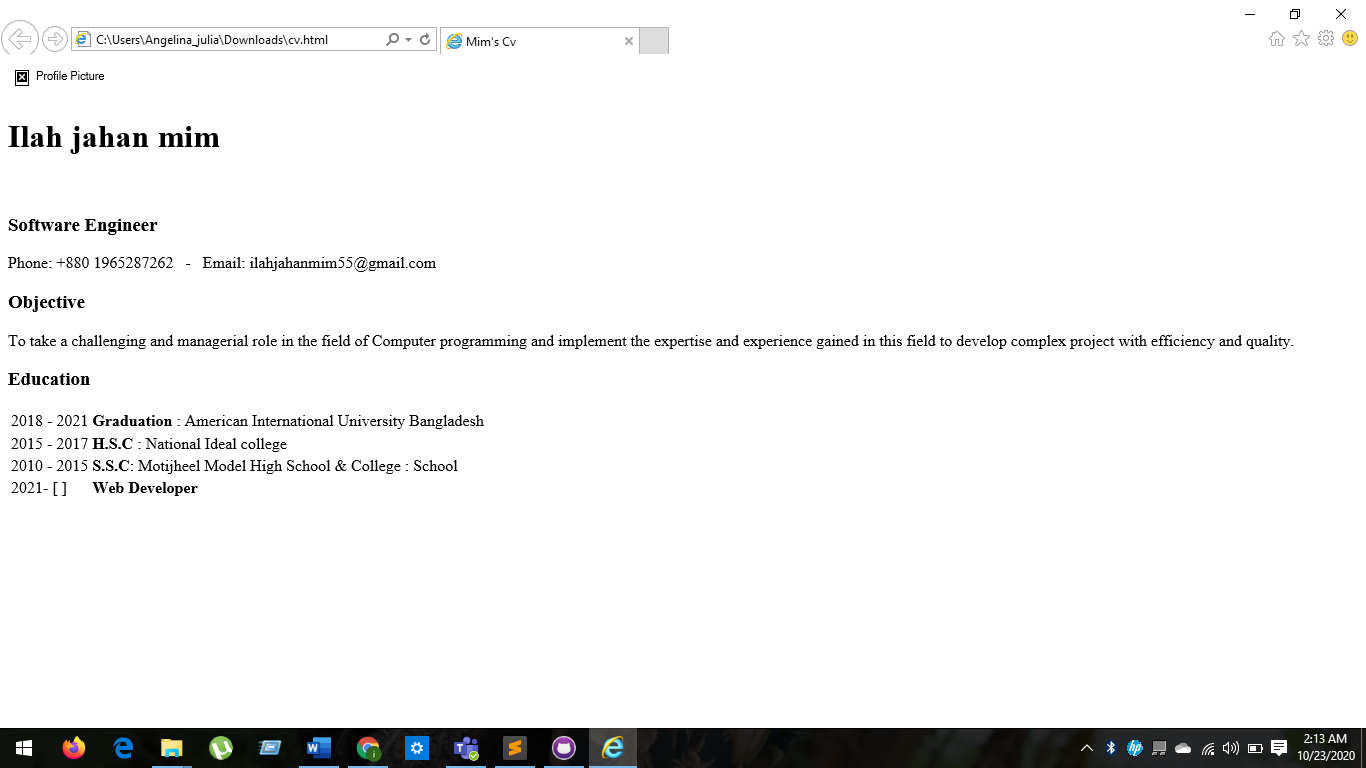 C:\Users\Angelina_julia\Downloads\cv.html
Mim's Cv
Profile Picture
Ilah jahan mim
Software Engineer
Phone: +880 1965287262 - Email: ilahjahanmim55@gmail.com
Objective
To take a challenging and managerial role in the field of Computer programming and implement the expertise and experience gained in this field to develop complex project with efficiency and quality.
Education
2018 - 2021 Graduation : American International University Bangladesh
2015 - 2017 H.S.C : National Ideal college
2010 - 2015 S.S.C: Motijheel Model High School & College : School
2021- [ ] Web Developer
2:13 AM
10/23/2020